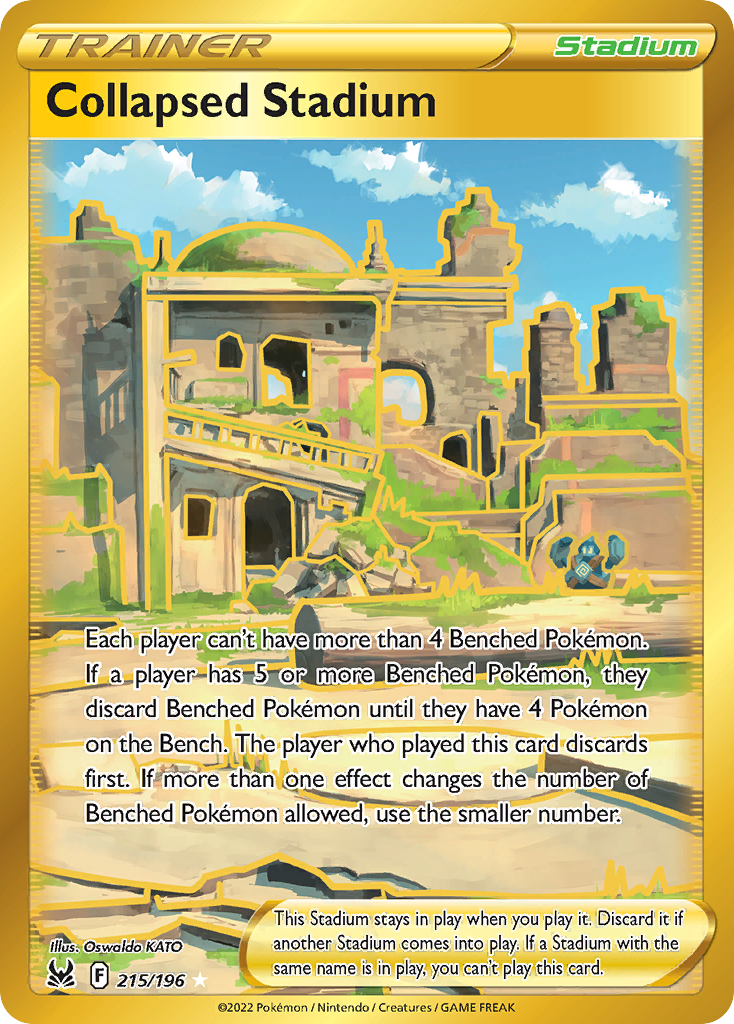 TRAINER Stadium
Collapsed Stadium
Each player can't have more than 4 Benched Pokémon.
If a player has 5 or more Benched Pokémon, they
discard Benched Pokémon until they have 4 Pokémon
on the Bench. The player who played this card discards
first. If more than one effect changes the number of
Benched Pokémon allowed, use the smaller number.
This Stadium stays in play when you play it. Discard it if
another Stadium comes into play. If a Stadium with the
same name is in play, you can't play this card.
Illus. Oswaldo KATO
F 215/196
©2022 Pokémon / Nintendo / Creatures / GAME FREAK